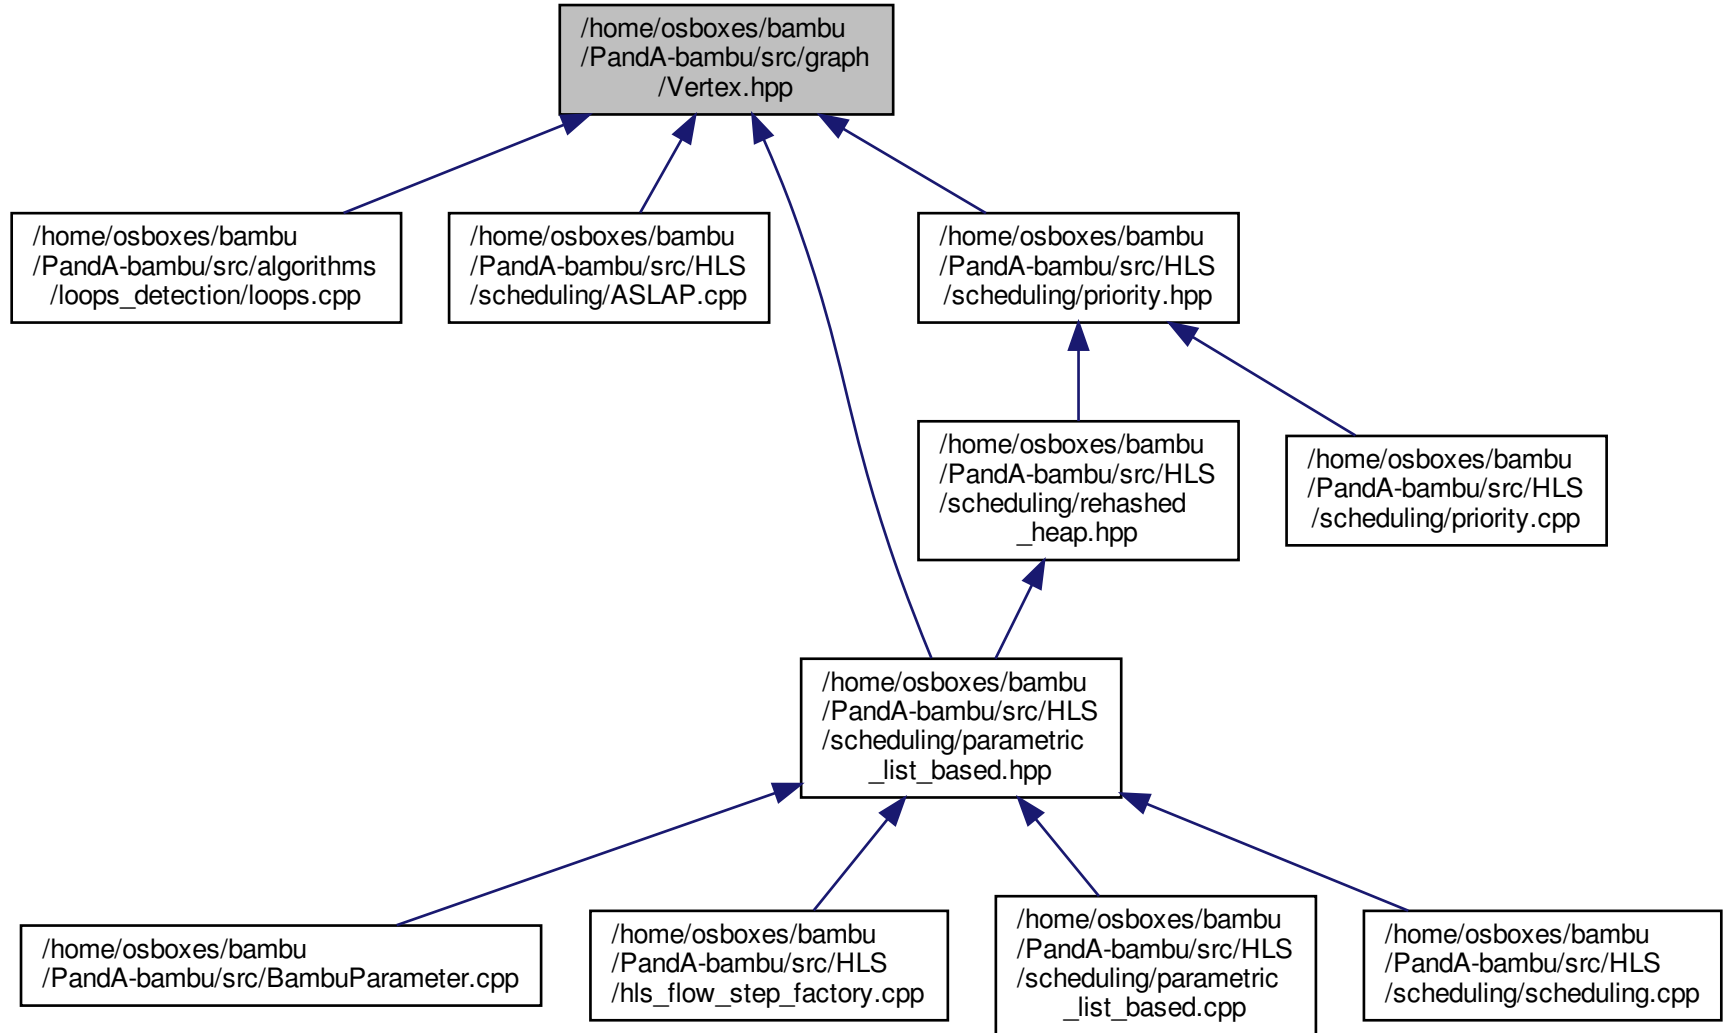 /home/osboxes/bambu
/PandA-bambu/src/graph
/Vertex.hpp
/home/osboxes/bambu
/PandA-bambu/src/algorithms
/loops_detection/loops.cpp
/home/osboxes/bambu
/PandA-bambu/src/HLS
/scheduling/ASLAP.cpp
/home/osboxes/bambu
/PandA-bambu/src/HLS
/scheduling/priority.hpp
/home/osboxes/bambu
/PandA-bambu/src/HLS
/scheduling/rehashed
_heap.hpp
/home/osboxes/bambu
/PandA-bambu/src/HLS
/scheduling/priority.cpp
/home/osboxes/bambu
/PandA-bambu/src/HLS
/scheduling/parametric
_list_based.hpp
/home/osboxes/bambu
/PandA-bambu/src/BambuParameter.cpp
/home/osboxes/bambu
/PandA-bambu/src/HLS
/hls_flow_step_factory.cpp
/home/osboxes/bambu
/PandA-bambu/src/HLS
/scheduling/parametric
_list_based.cpp
/home/osboxes/bambu
/PandA-bambu/src/HLS
/scheduling/scheduling.cpp